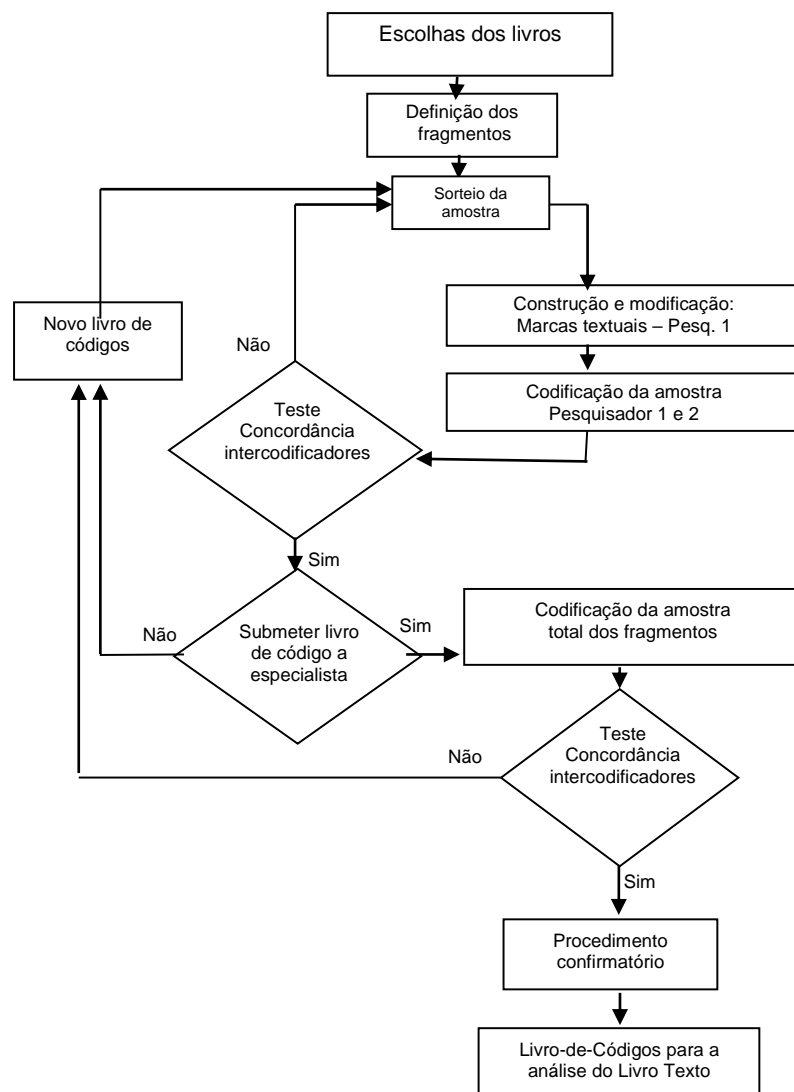 Escolhas dos livros
Definição dos
fragmentos
Sorteio da
amostra
Construção e modificação:
Marcas textuais – Pesq. 1
Novo livro de
códigos
Não
Codificação da amostra
Pesquisador 1 e 2
Teste
Concordância
intercodificadores
Sim
Não
Submeter livro
de código a
especialista
Sim
Codificação da amostra
total dos fragmentos
Não
Teste
Concordância
intercodificadores
Sim
Procedimento
confirmatório
Livro-de-Códigos para a
análise do Livro Texto